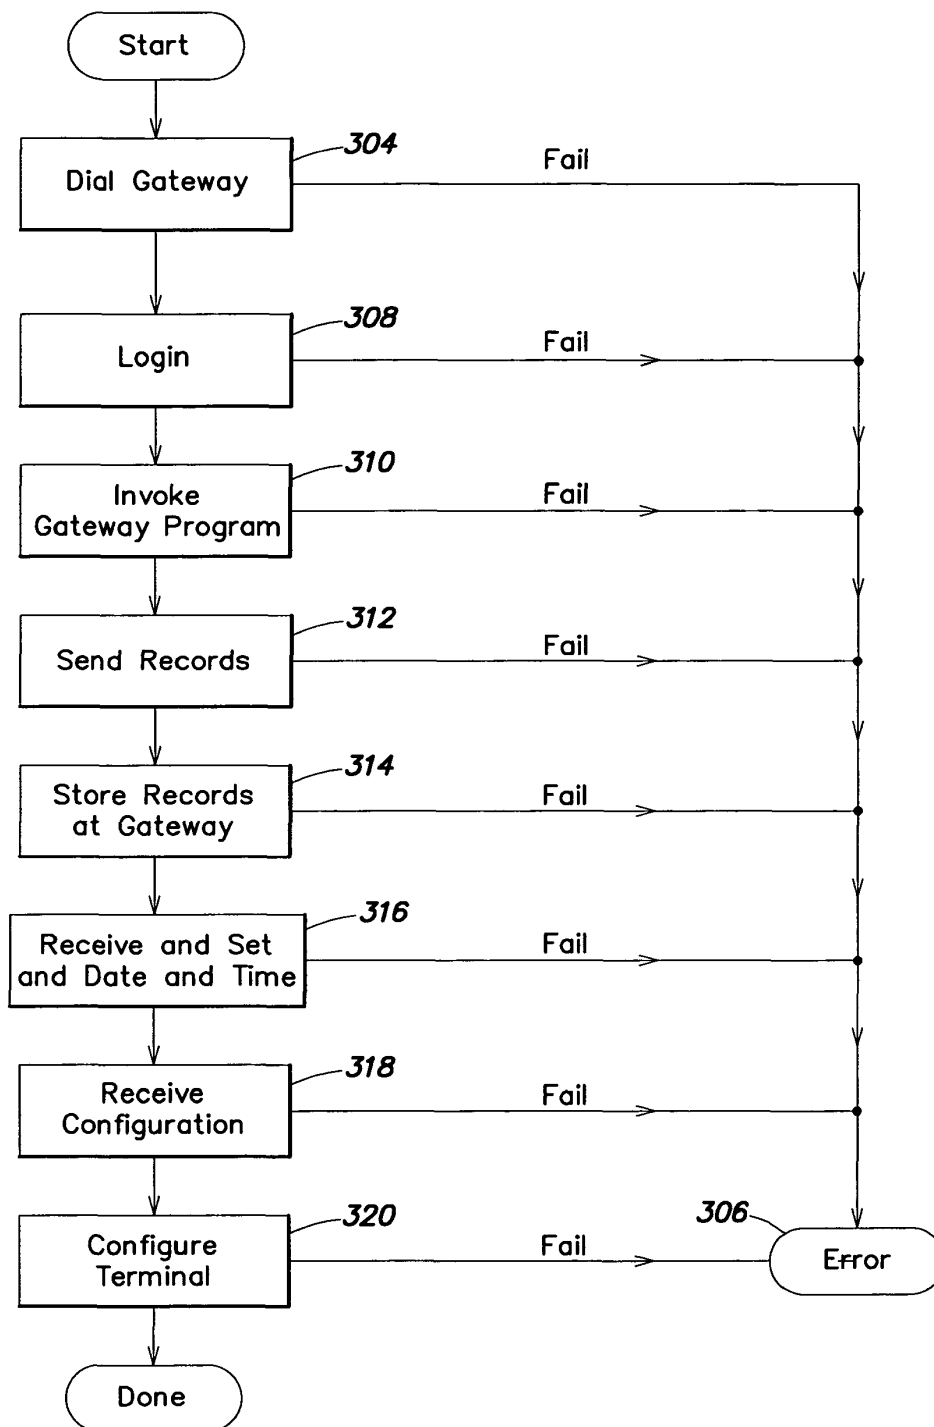 Start
304
Dial Gateway
Fail
308
Login
Fail
310
Invoke
Gateway Program
Fail
312
Send Records
Fail
314
Store Records
at Gateway
Fail
316
Receive and Set
and Date and Time
Fail
318
Receive
Configuration
Fail
320
Configure
Terminal
Fail
306
Error
Done